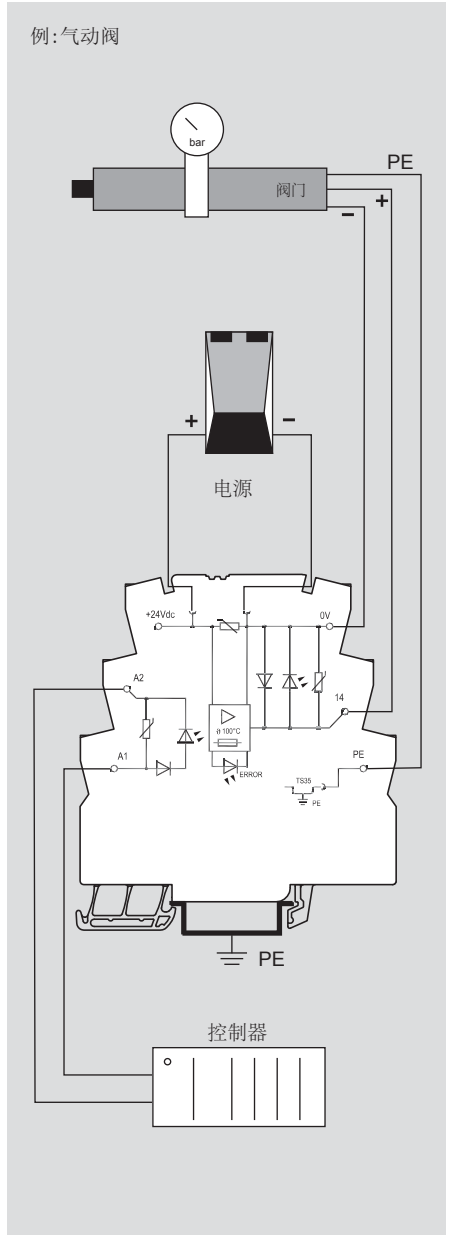 例:气动阀
bar
PE
阀门
+
−
+
−
电源
+24Vdc
0V
A2
14
ϑ 100°C
A1
PE
ERROR
TS35
PE
PE
控制器